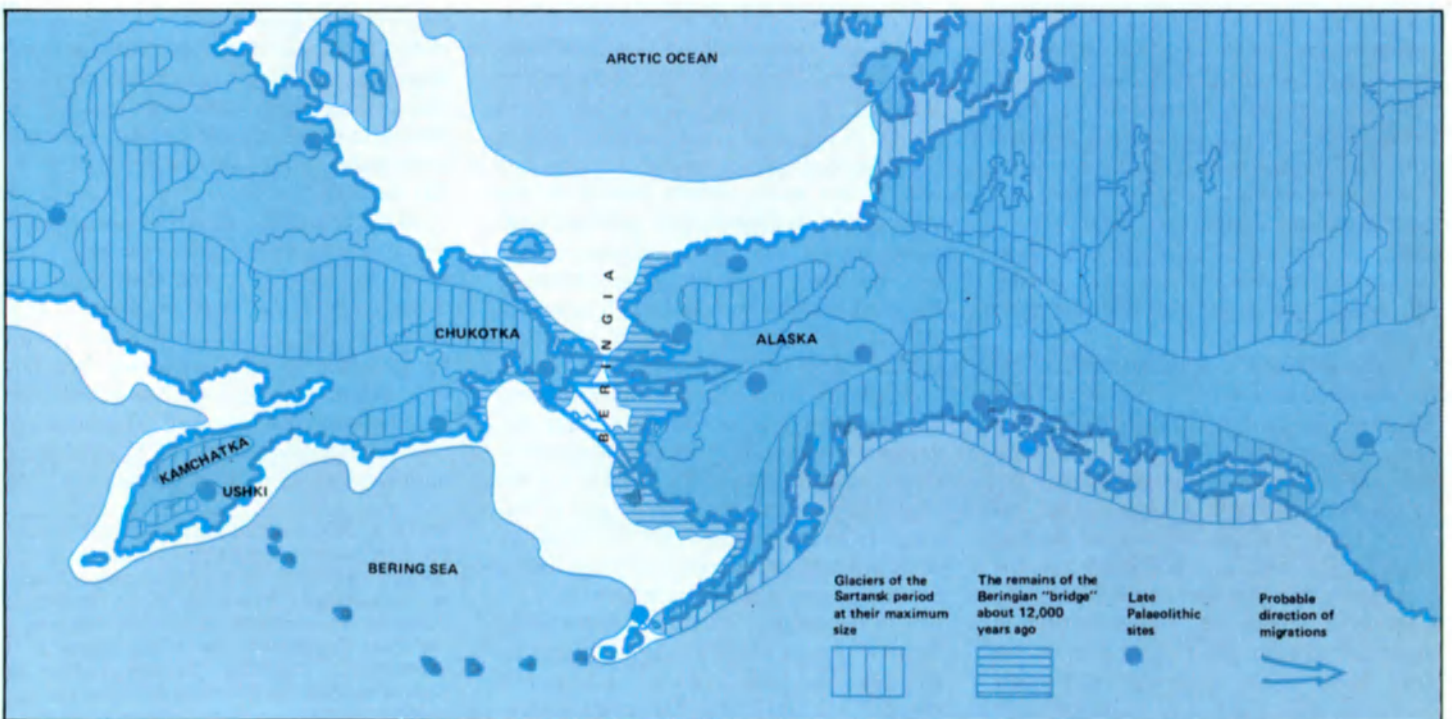 ARCTIC OCEAN
BERINGIA
CHUKOTKA
ALASKA
KAMCHATKA
USHKI
BERING SEA
Glaciers of the
Sartansk period
at their maximum
size
The remains of the
Beringian "bridge"
about 12,000
years ago
Late
Palaeolithic
sites
Probable
direction of
migrations